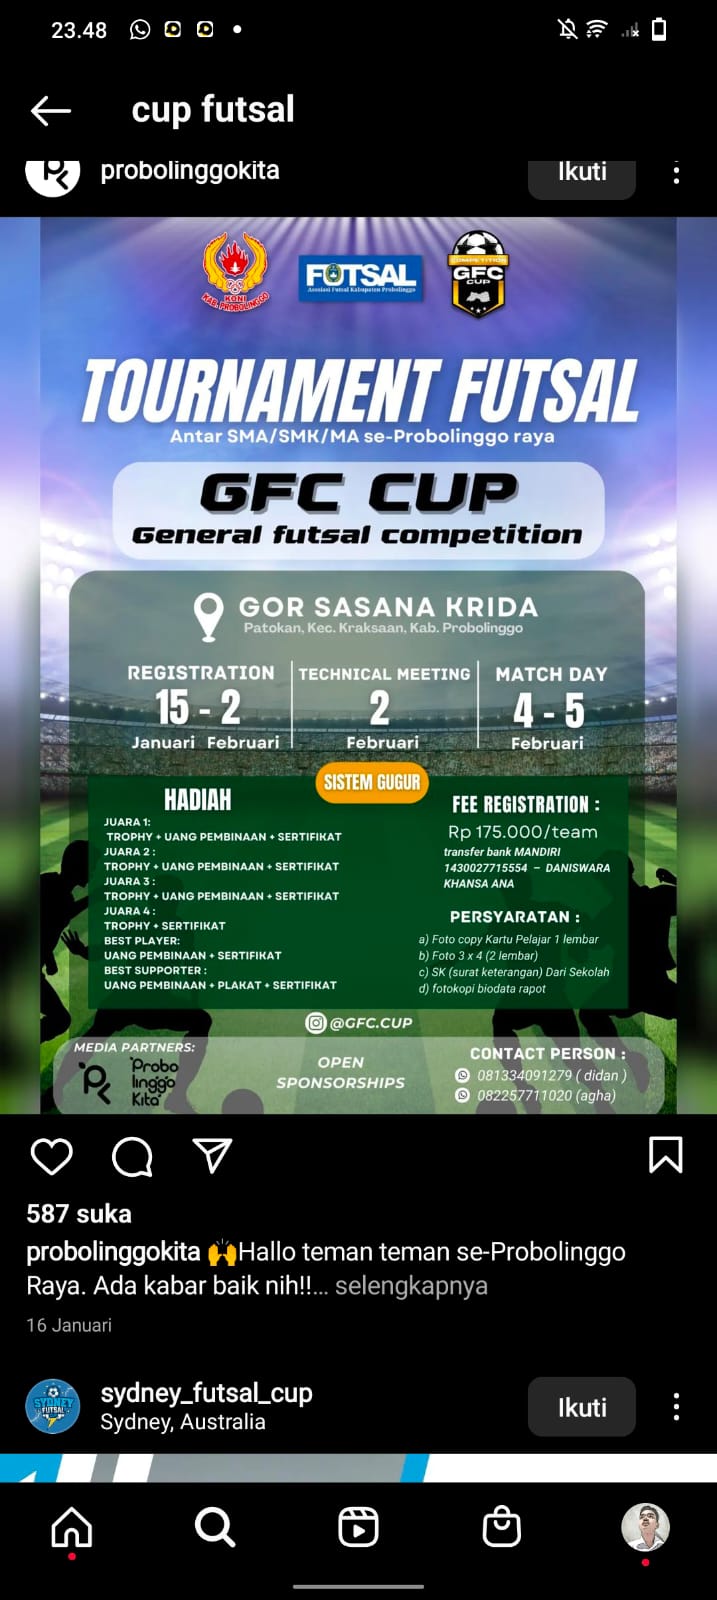 23.48
cup futsal
probolinggokita
Ikuti
KONI
KAB. PROBOLINGGO
FUTSAL
Asosiasi Futsal Kabupaten Probolinggo
COMPETITION
GFC
CUP
TOURNAMENT FUTSAL
Antar SMA/SMK/MA se-Probolinggo raya
GFC CUP
General futsal competition
GOR SASANA KRIDA
Patokan, Kec. Kraksaan, Kab. Probolinggo
REGISTRATION
15 - 2
Januari Februari
TECHNICAL MEETING
2
Februari
MATCH DAY
4 - 5
Februari
SISTEM GUGUR
HADIAH
JUARA 1:
TROPHY + UANG PEMBINAAN + SERTIFIKAT
JUARA 2 :
TROPHY + UANG PEMBINAAN + SERTIFIKAT
JUARA 3 :
TROPHY + UANG PEMBINAAN + SERTIFIKAT
JUARA 4 :
TROPHY + SERTIFIKAT
BEST PLAYER:
UANG PEMBINAAN + SERTIFIKAT
BEST SUPPORTER :
UANG PEMBINAAN + PLAKAT + SERTIFIKAT
FEE REGISTRATION :
Rp 175.000/team
transfer bank MANDIRI
1430027715554 – DANISWARA
KHANSA ANA
PERSYARATAN :
a) Foto copy Kartu Pelajar 1 lembar
b) Foto 3 x 4 (2 lembar)
c) SK (surat keterangan) Dari Sekolah
d) fotokopi biodata rapot
@GFC.CUP
MEDIA PARTNERS:
Probo
linggo
Kita
OPEN
SPONSORSHIPS
CONTACT PERSON :
081334091279 ( didan )
082257711020 (agha)
587 suka
probolinggokita 🙌Hallo teman teman se-Probolinggo
Raya. Ada kabar baik nih!!... selengkapnya
16 Januari
SYDNEY
FUTSAL
sydney_futsal_cup
Sydney, Australia
Ikuti